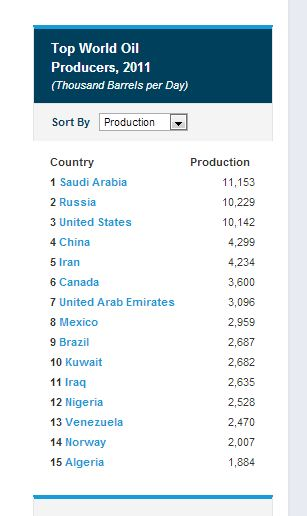 Top World Oil
Producers, 2011
(Thousand Barrels per Day)
Sort By Production
Country Production
1 Saudi Arabia 11,153
2 Russia 10,229
3 United States 10,142
4 China 4,299
5 Iran 4,234
6 Canada 3,600
7 United Arab Emirates 3,096
8 Mexico 2,959
9 Brazil 2,687
10 Kuwait 2,682
11 Iraq 2,635
12 Nigeria 2,528
13 Venezuela 2,470
14 Norway 2,007
15 Algeria 1,884